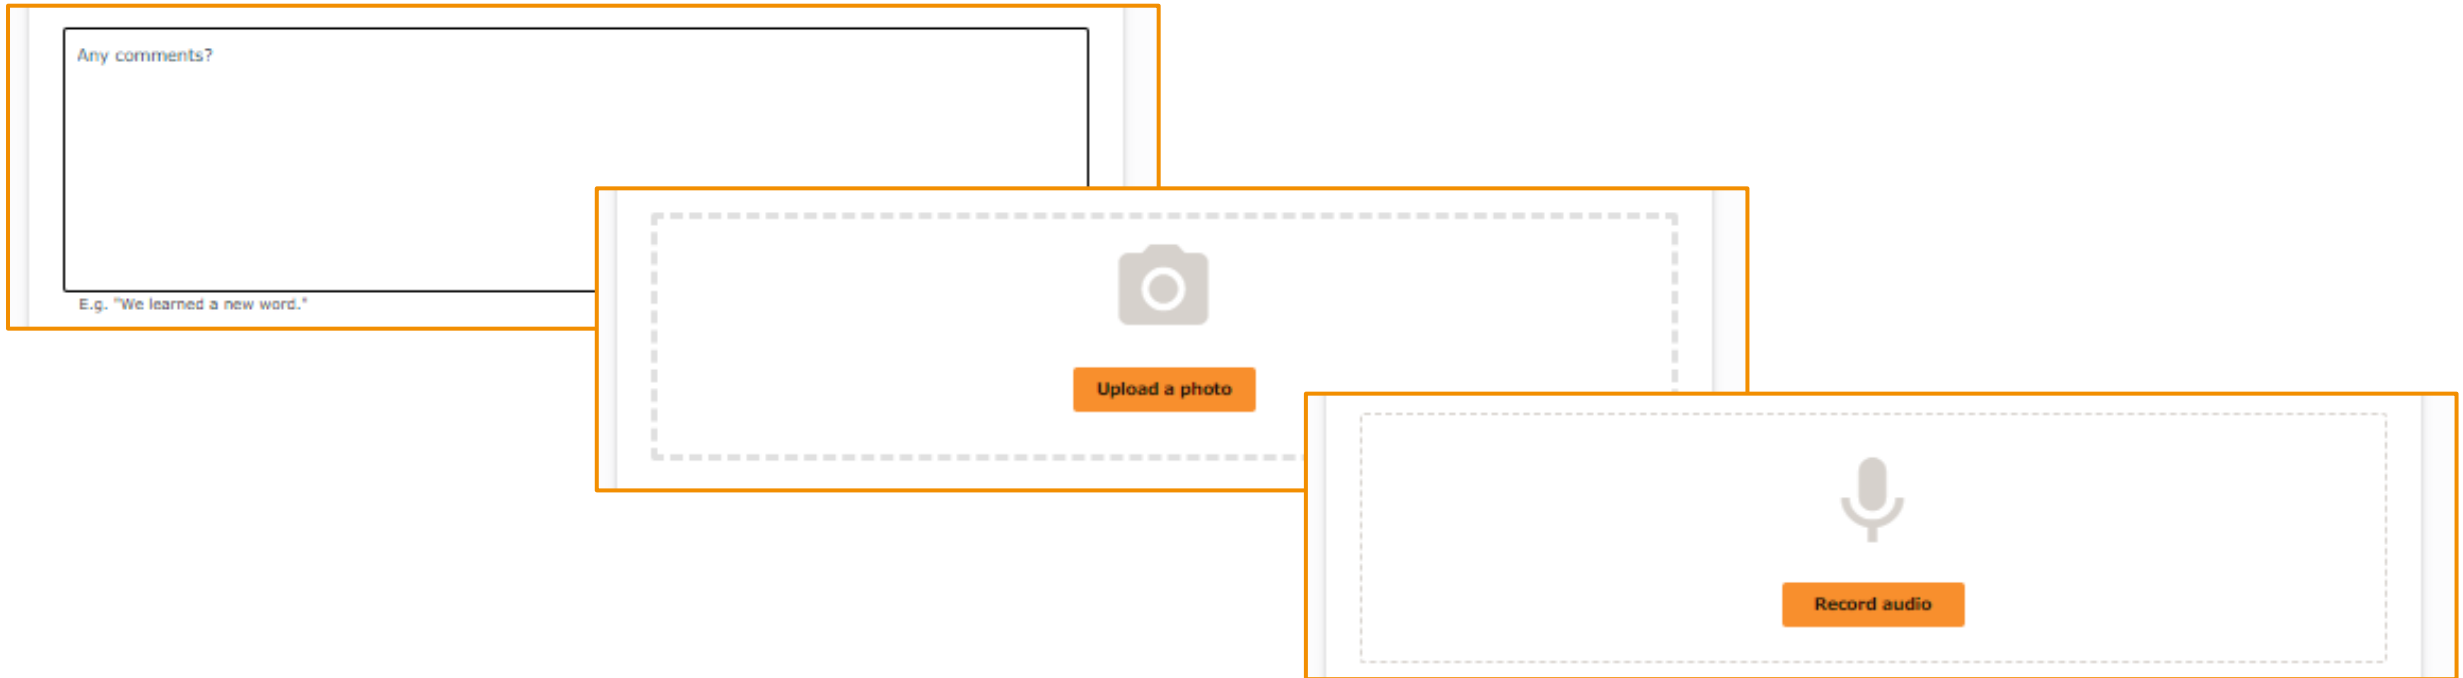 Any comments?
E.g. "We learned a new word."
Upload a photo
Record audio